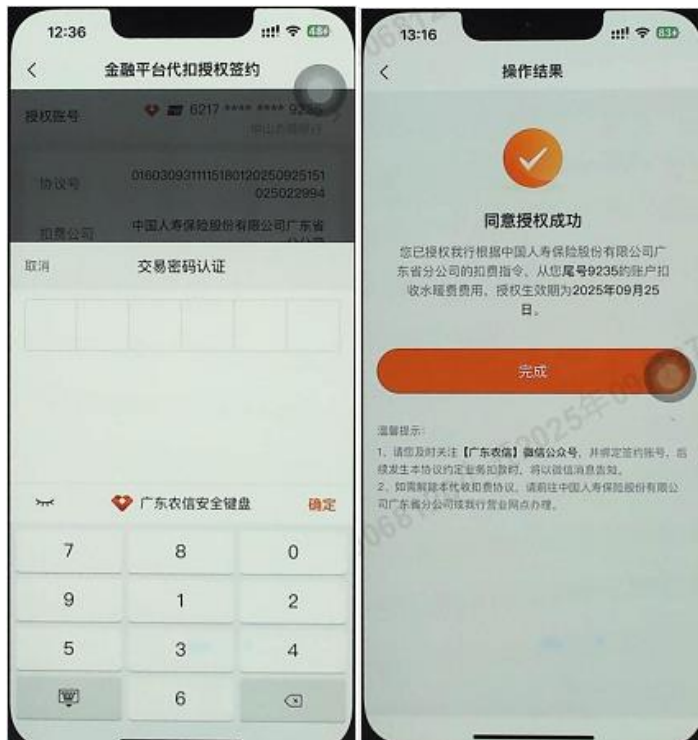 12:36
48
金融平台代扣授权签约
授权账号
6217 **** **** 9235
协议号
01603093111151801202509251510
25022994
扣费公司
中国人寿保险股份有限公司广东省
取消
交易密码认证
广东农信安全键盘
确定
7
8
0
9
1
2
5
3
4
6
13:16
83
操作结果
同意授权成功
您已授权我行根据中国人寿保险股份有限公司广
东省分公司的扣费指令、从您尾号9235的账户扣
收水暖费费用、授权生效期为2025年09月25
日。
完成
温馨提示:
1、请您及时关注【广东农信】微信公众号，并绑定签约账号，后
续发生本协议约定业务扣款时，将以微信消息告知。
2、如需解除本代收扣费协议，请前往中国人寿保险股份有限公
司广东省分公司或我行营业网点办理。